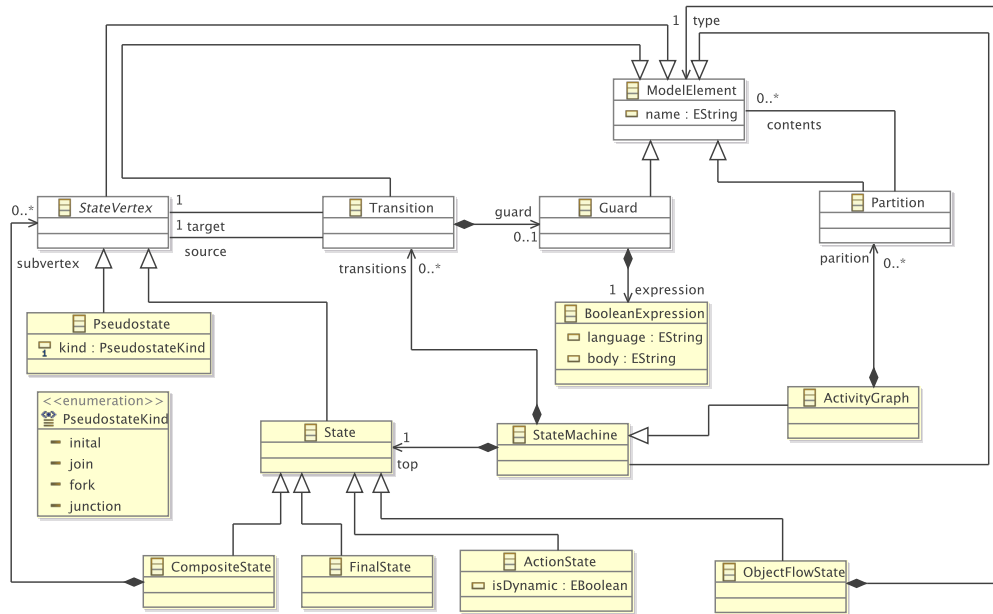 1 type
ModelElement
name : EString
0..*
contents
0..*
StateVertex
1
1 target
source
Transition
guard
0..1
Guard
Partition
subvertex
transitions 0..*
parition
0..*
1 expression
Pseudostate
kind : PseudostateKind
1
BooleanExpression
language : EString
body : EString
<<enumeration>>
PseudostateKind
inital
join
fork
junction
ActivityGraph
State
1
top
StateMachine
CompositeState
FinalState
ActionState
isDynamic : EBoolean
ObjectFlowState